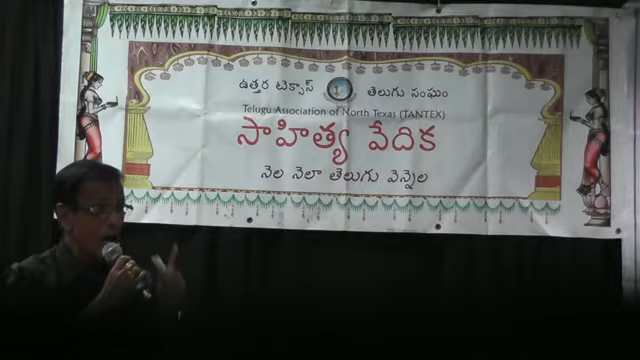 ఉత్తర టెక్సాస్ తెలుగు సంఘం
Telugu Association of North Texas (TANTEX)
సాహిత్య వేదిక
నెల నెలా తెలుగు వెన్నెల